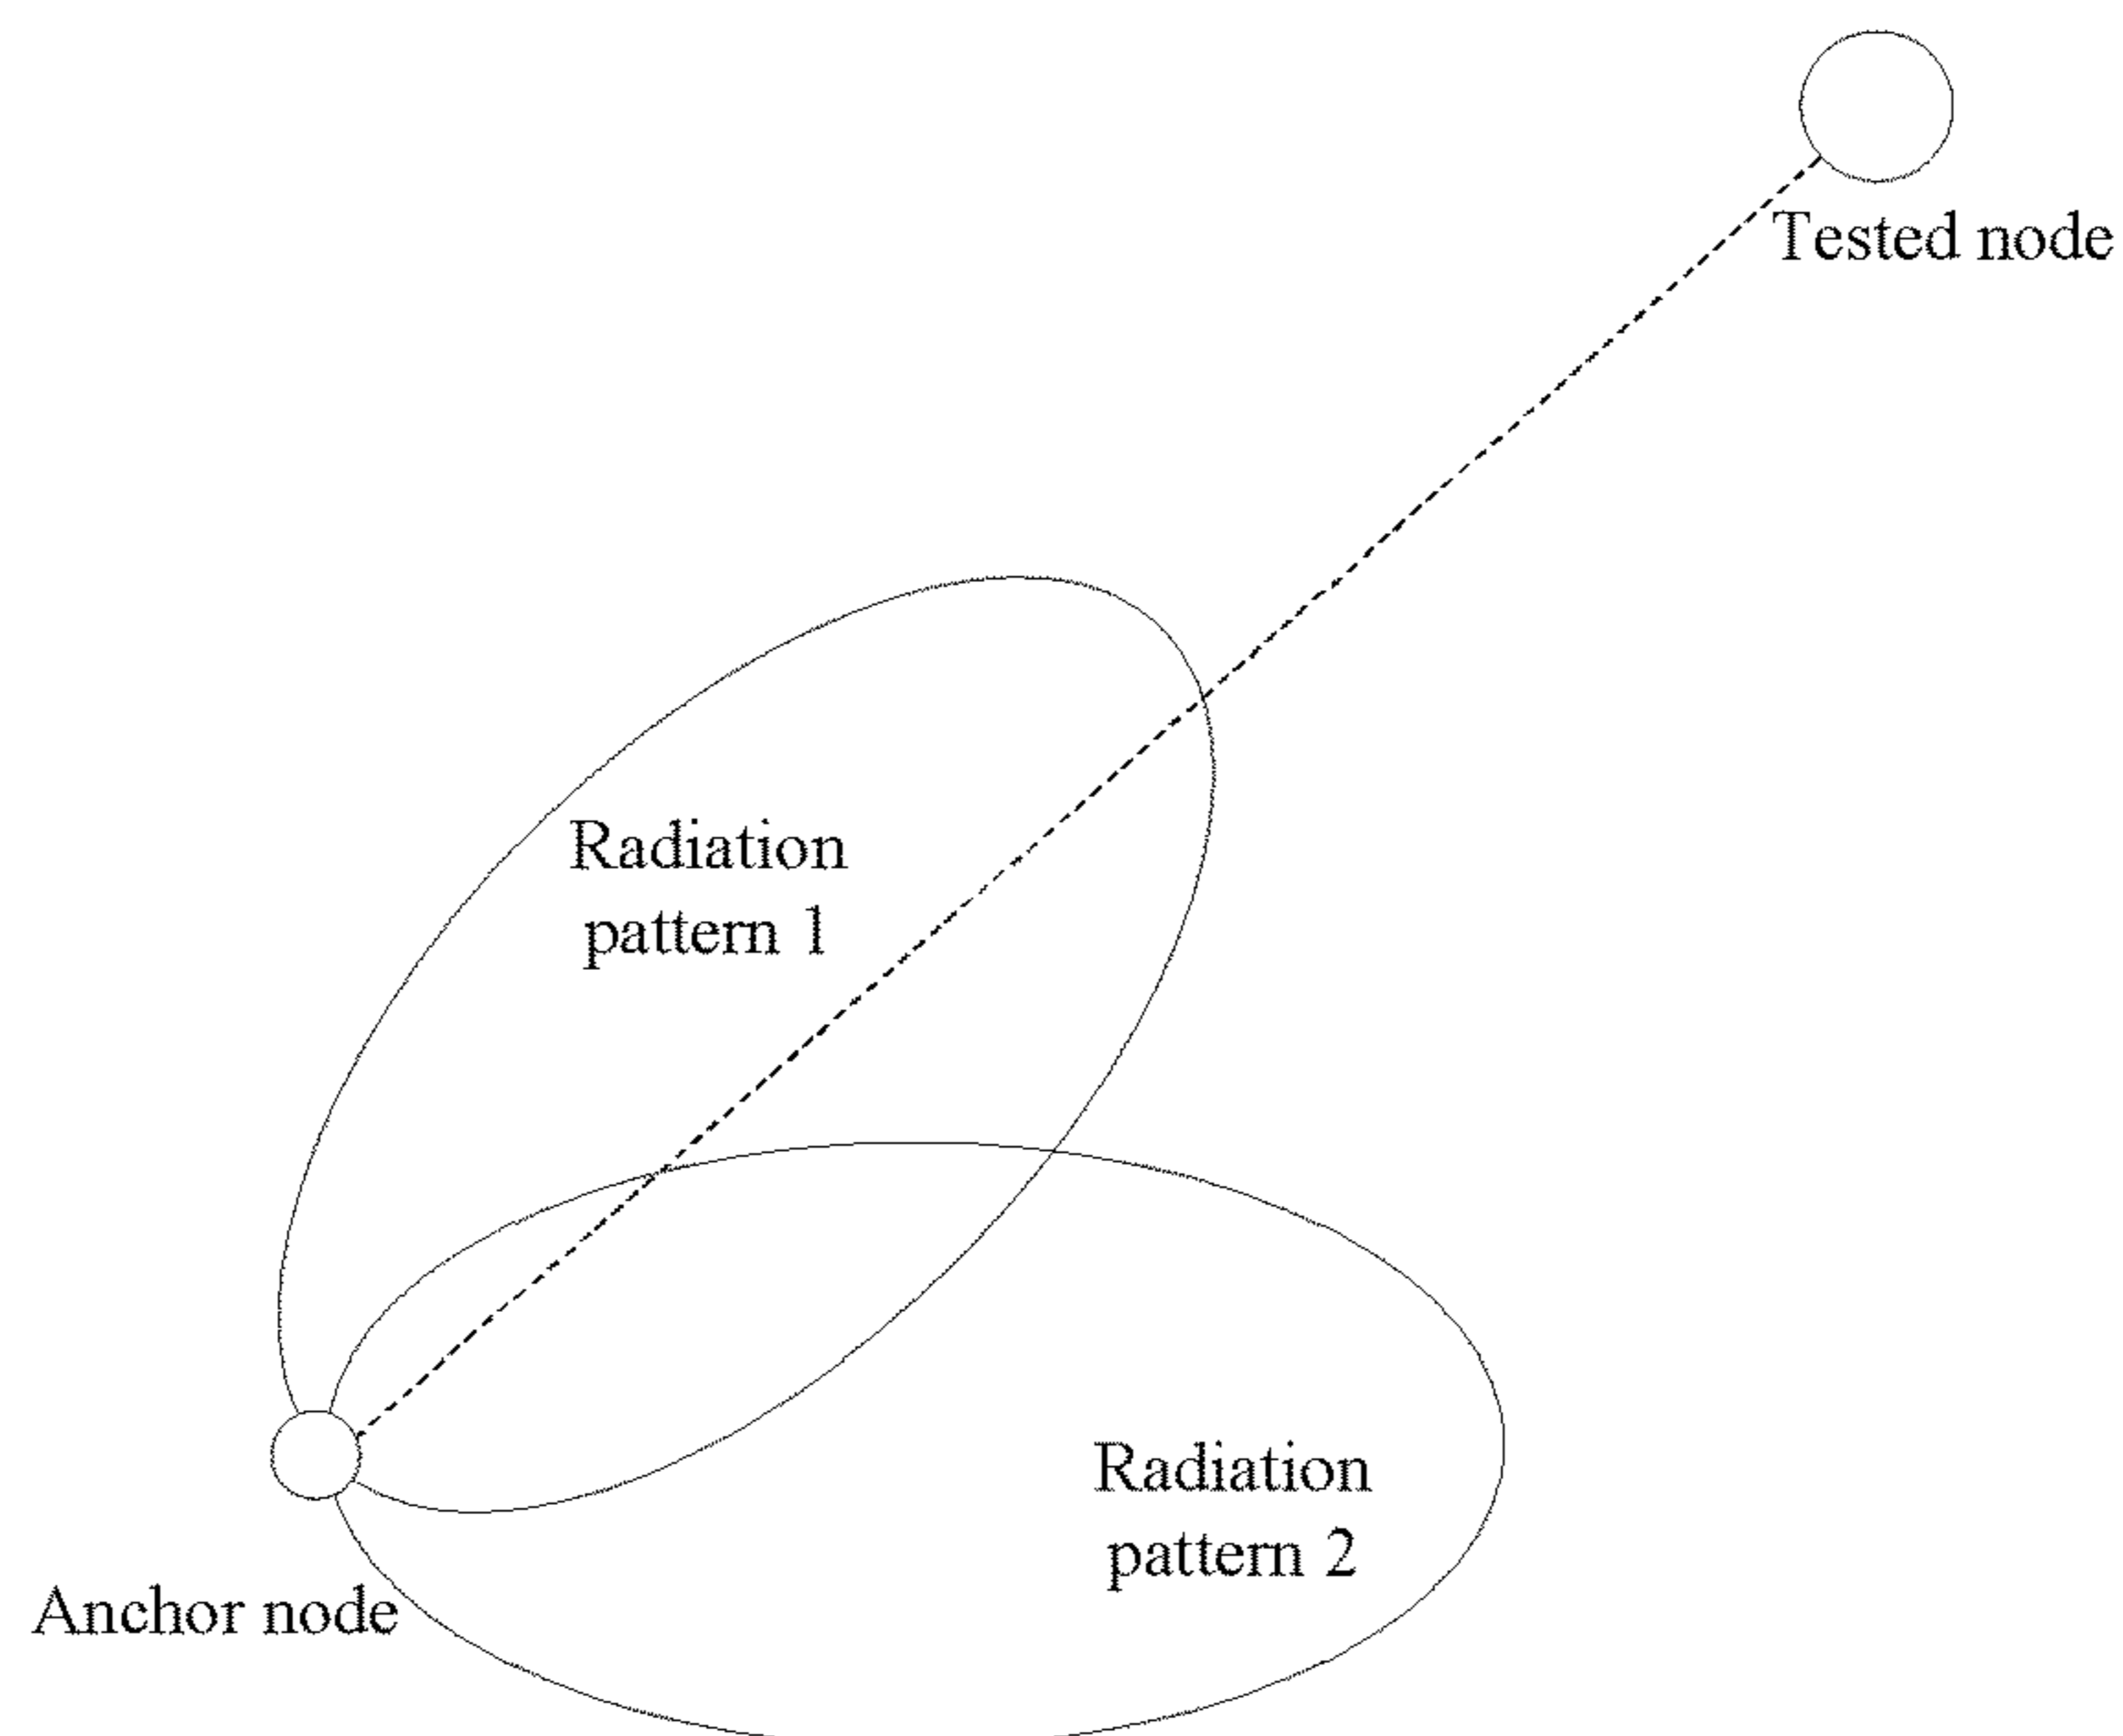 Tested node
Radiation
pattern 1
Radiation
pattern 2
Anchor node